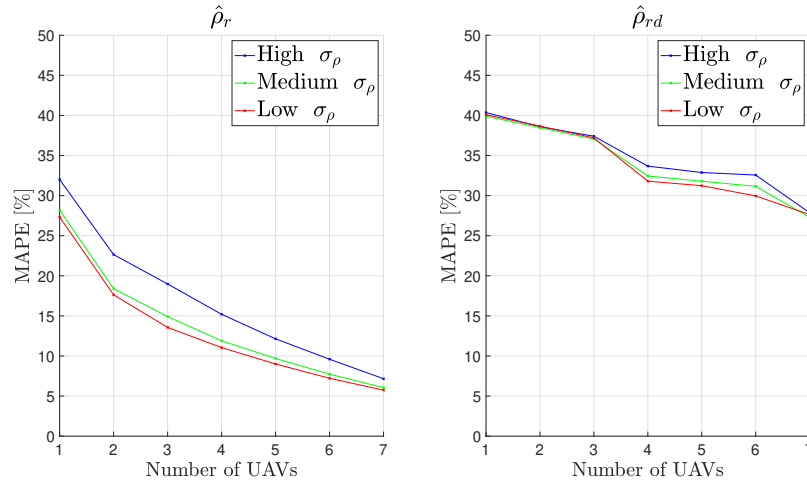 ρ̂_r
MAPE [%]
50
45
40
35
30
25
20
15
10
5
0
High σ_ρ
Medium σ_ρ
Low σ_ρ
1 2 3 4 5 6 7
Number of UAVs
ρ̂_rd
MAPE [%]
50
45
40
35
30
25
20
15
10
5
0
High σ_ρ
Medium σ_ρ
Low σ_ρ
1 2 3 4 5 6
Number of UAVs